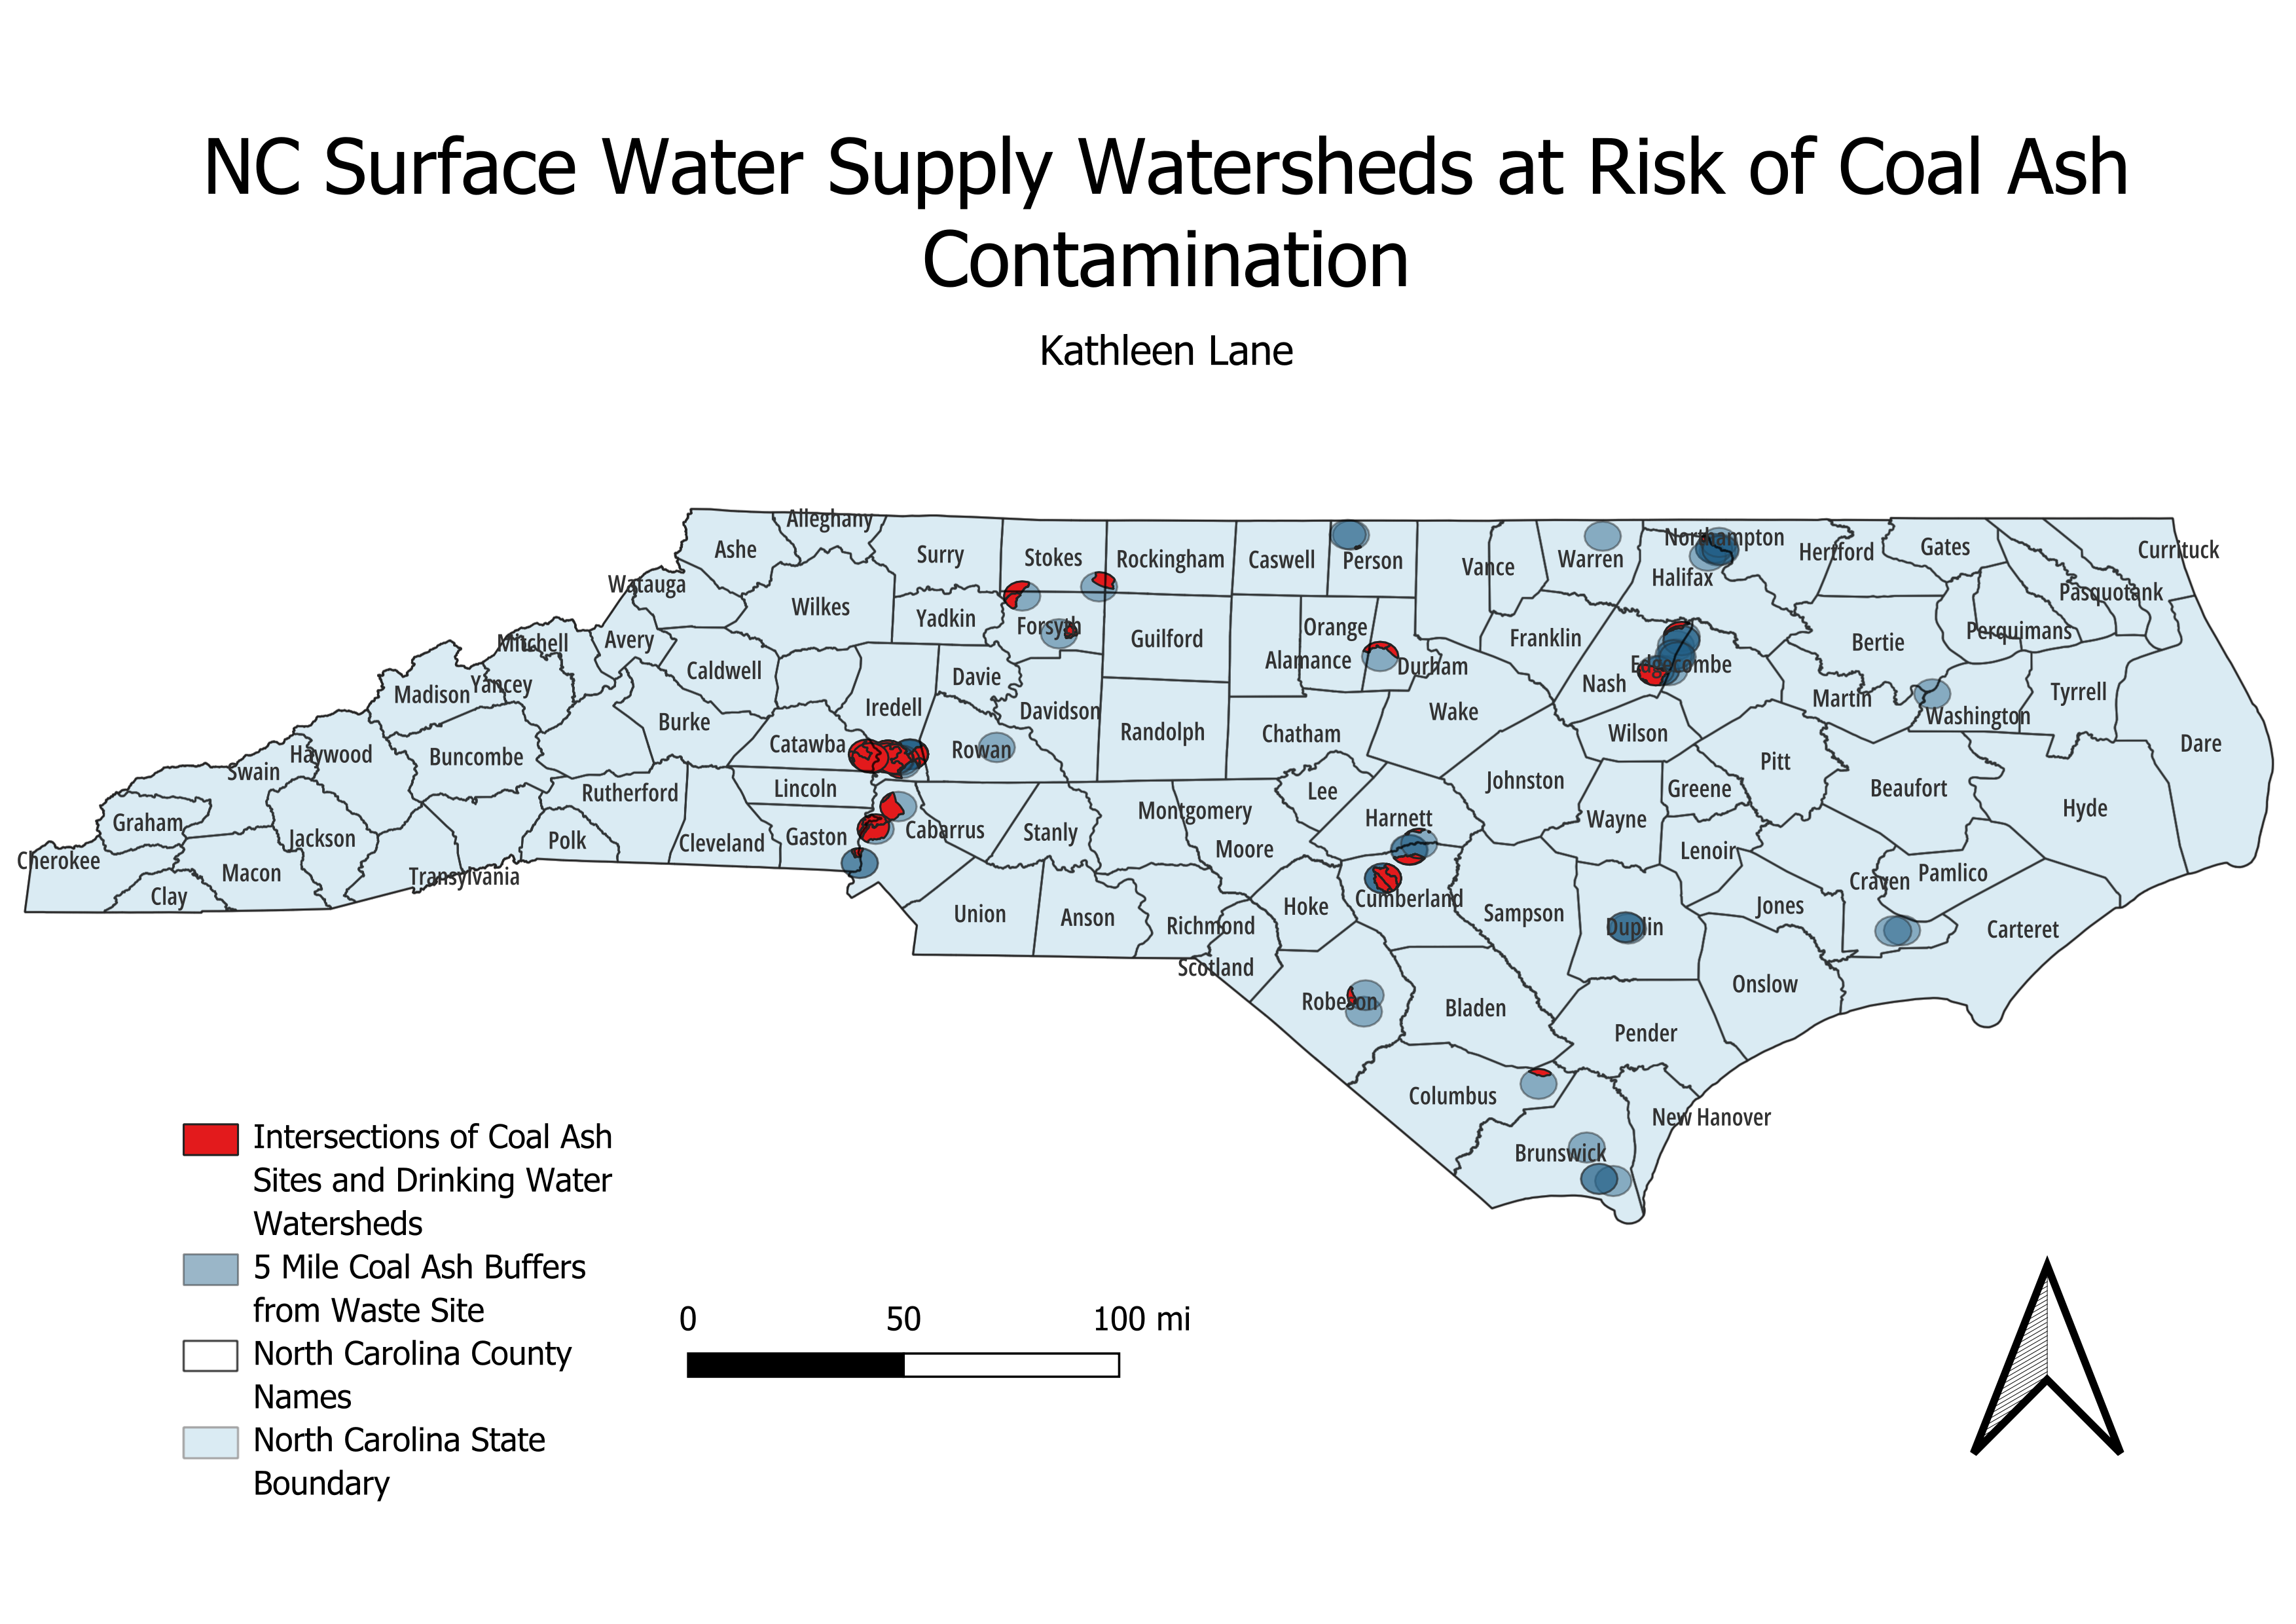 NC Surface Water Supply Watersheds at Risk of Coal Ash
Contamination
Kathleen Lane
Alleghany
Ashe
Surry
Stokes
Rockingham
Caswell
Person
Vance
Warren
Northampton
Halifax
Hertford
Gates
Currituck
Pasquotank
Perquimans
Watauga
Wilkes
Yadkin
Forsyth
Guilford
Orange
Alamance
Durham
Franklin
Nash
Edgecombe
Bertie
Martin
Washington
Tyrrell
Dare
Mitchell
Avery
Caldwell
Madison
Yancey
Davie
Iredell
Davidson
Randolph
Chatham
Wake
Wilson
Pitt
Beaufort
Hyde
Burke
Catawba
Rowan
Haywood
Buncombe
Swain
Rutherford
Lincoln
Montgomery
Lee
Harnett
Johnston
Greene
Wayne
Graham
Jackson
Polk
Cleveland
Gaston
Cabarrus
Stanly
Moore
Lenoir
Craven
Pamlico
Cherokee
Macon
Clay
Transylvania
Union
Anson
Richmond
Hoke
Cumberland
Sampson
Duplin
Jones
Carteret
Scotland
Robeson
Bladen
Onslow
Pender
Columbus
New Hanover
Brunswick
Intersections of Coal Ash
Sites and Drinking Water
Watersheds
5 Mile Coal Ash Buffers
from Waste Site
North Carolina County
Names
North Carolina State
Boundary
0 50 100 mi